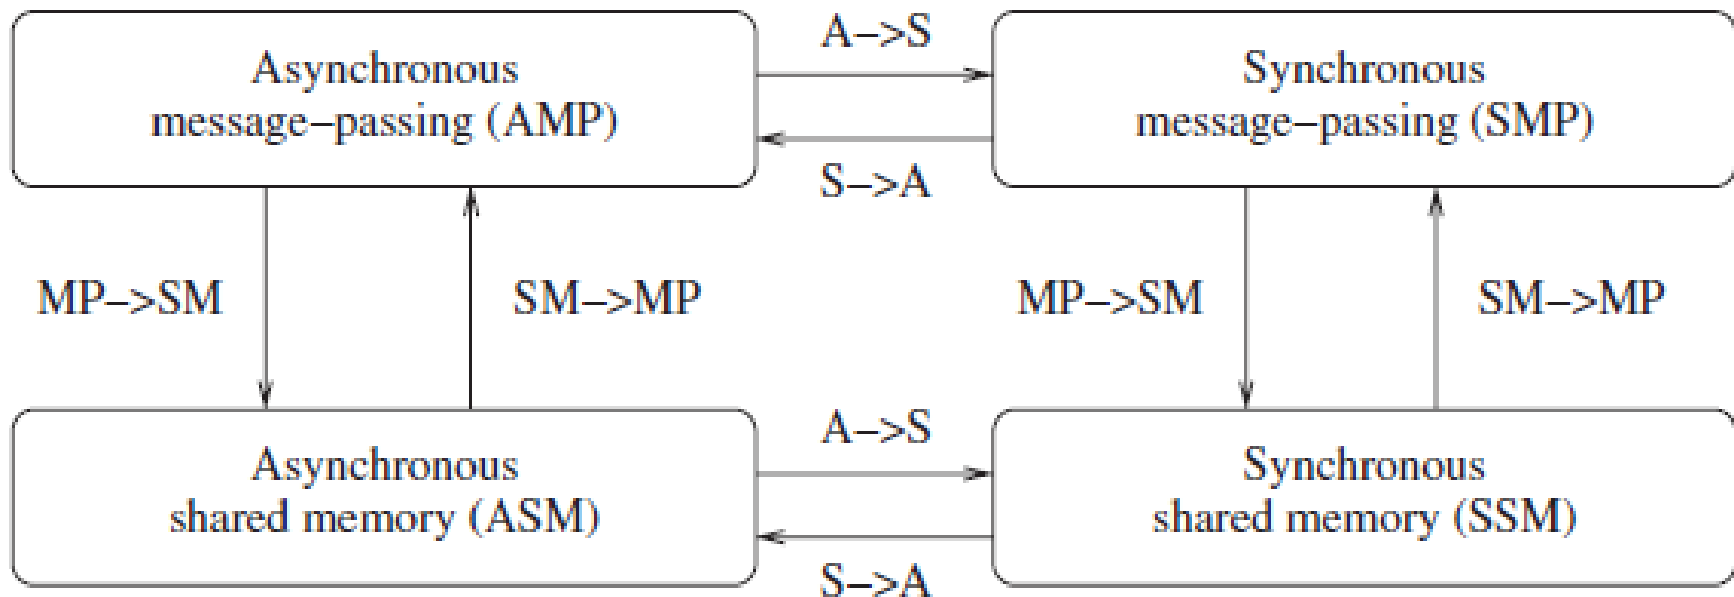 Asynchronous
message–passing (AMP)
A–>S
S–>A
Synchronous
message–passing (SMP)
MP–>SM
SM–>MP
MP–>SM
SM–>MP
Asynchronous
shared memory (ASM)
A–>S
S–>A
Synchronous
shared memory (SSM)